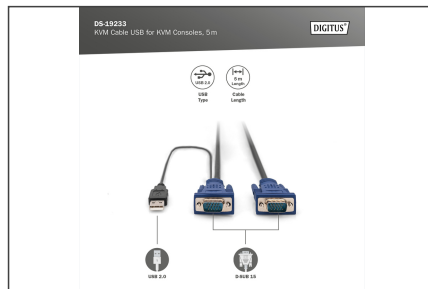 DS-19233
KVM Cable USB for KVM Consoles, 5 m
DIGITUS®
USB 2.0
5 m
Length
USB
Type
Cable
Length
USB 2.0
D-SUB 15